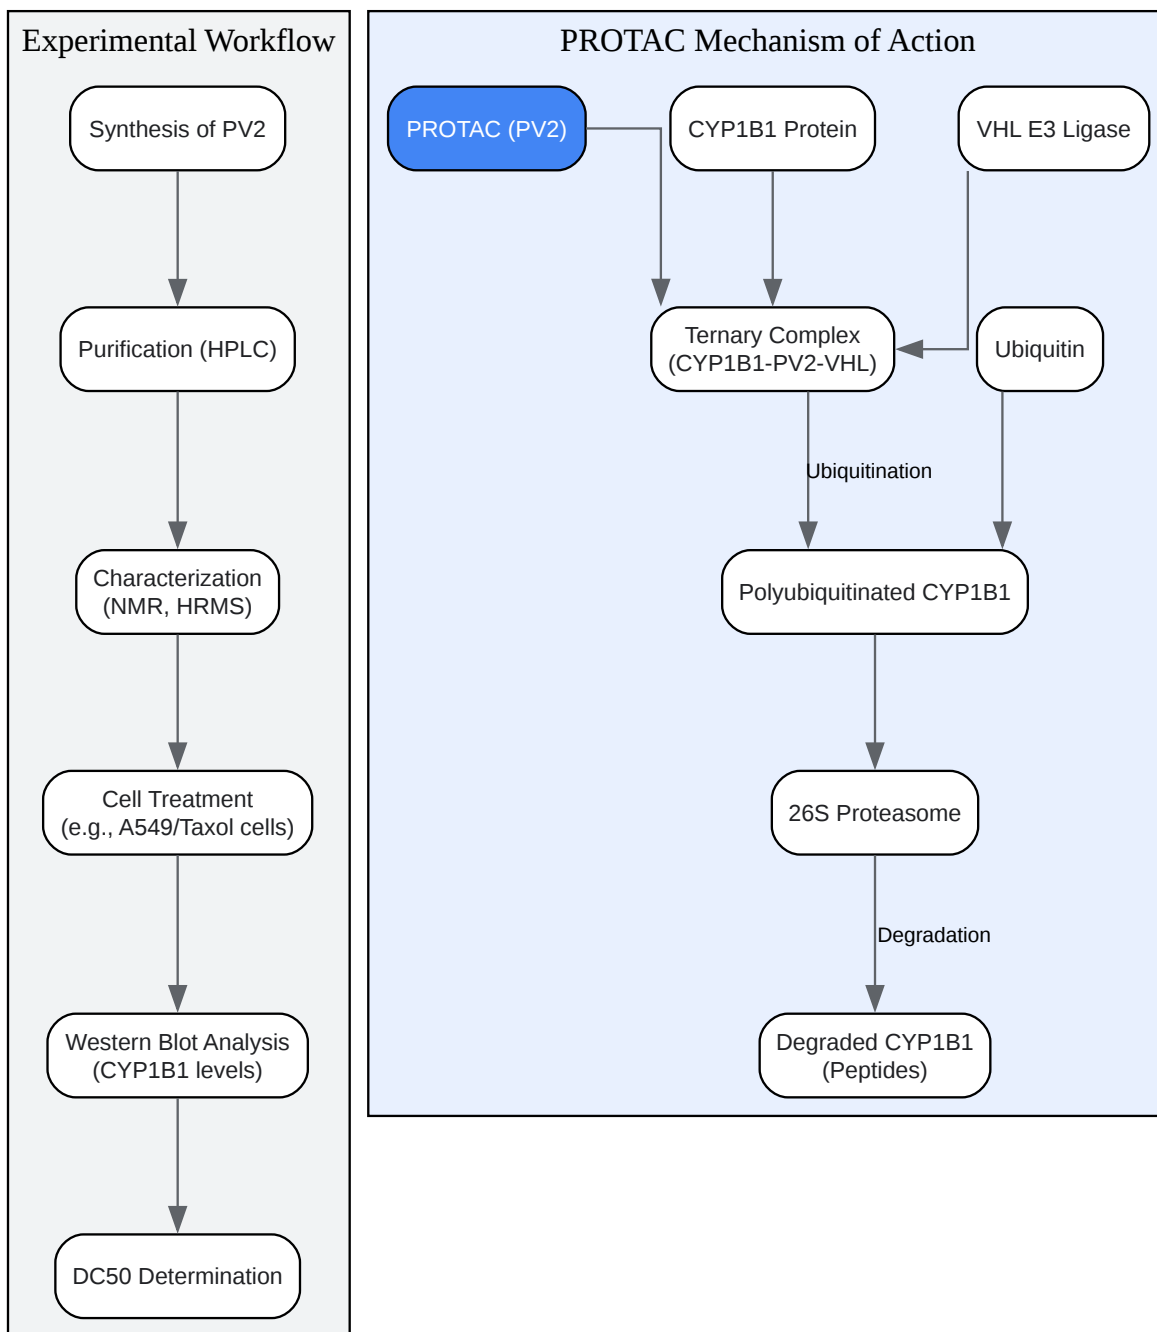 Experimental Workflow
Synthesis of PV2
Purification (HPLC)
Characterization
(NMR, HRMS)
Cell Treatment
(e.g., A549/Taxol cells)
Western Blot Analysis
(CYP1B1 levels)
DC50 Determination
PROTAC Mechanism of Action
PROTAC (PV2)
CYP1B1 Protein
VHL E3 Ligase
Ternary Complex
(CYP1B1-PV2-VHL)
Ubiquitin
Ubiquitination
Polyubiquitinated CYP1B1
26S Proteasome
Degradation
Degraded CYP1B1
(Peptides)